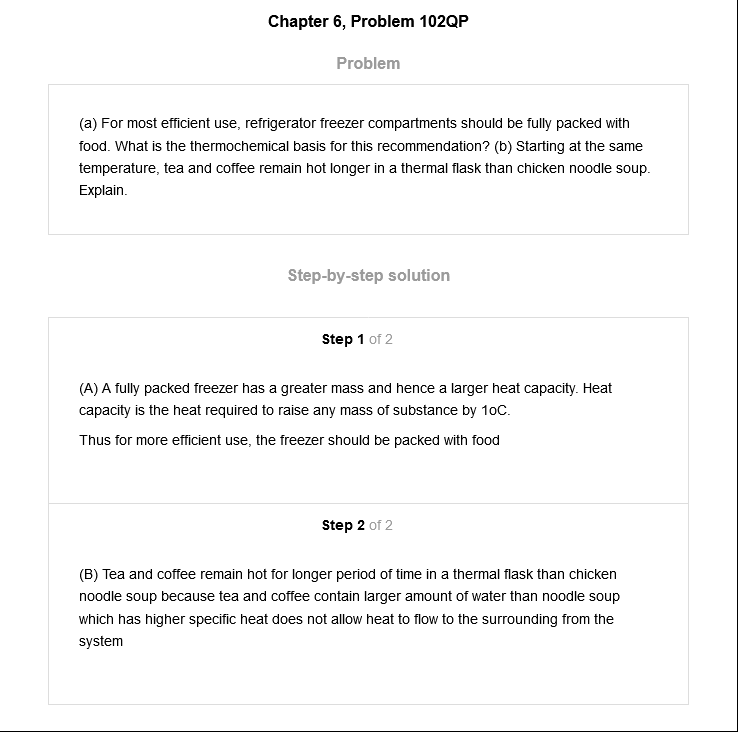 Chapter 6, Problem 102QP
Problem
(a) For most efficient use, refrigerator freezer compartments should be fully packed with
food. What is the thermochemical basis for this recommendation? (b) Starting at the same
temperature, tea and coffee remain hot longer in a thermal flask than chicken noodle soup.
Explain.
Step-by-step solution
Step 1 of 2
(A) A fully packed freezer has a greater mass and hence a larger heat capacity. Heat
capacity is the heat required to raise any mass of substance by 1oC.
Thus for more efficient use, the freezer should be packed with food
Step 2 of 2
(B) Tea and coffee remain hot for longer period of time in a thermal flask than chicken
noodle soup because tea and coffee contain larger amount of water than noodle soup
which has higher specific heat does not allow heat to flow to the surrounding from the
system